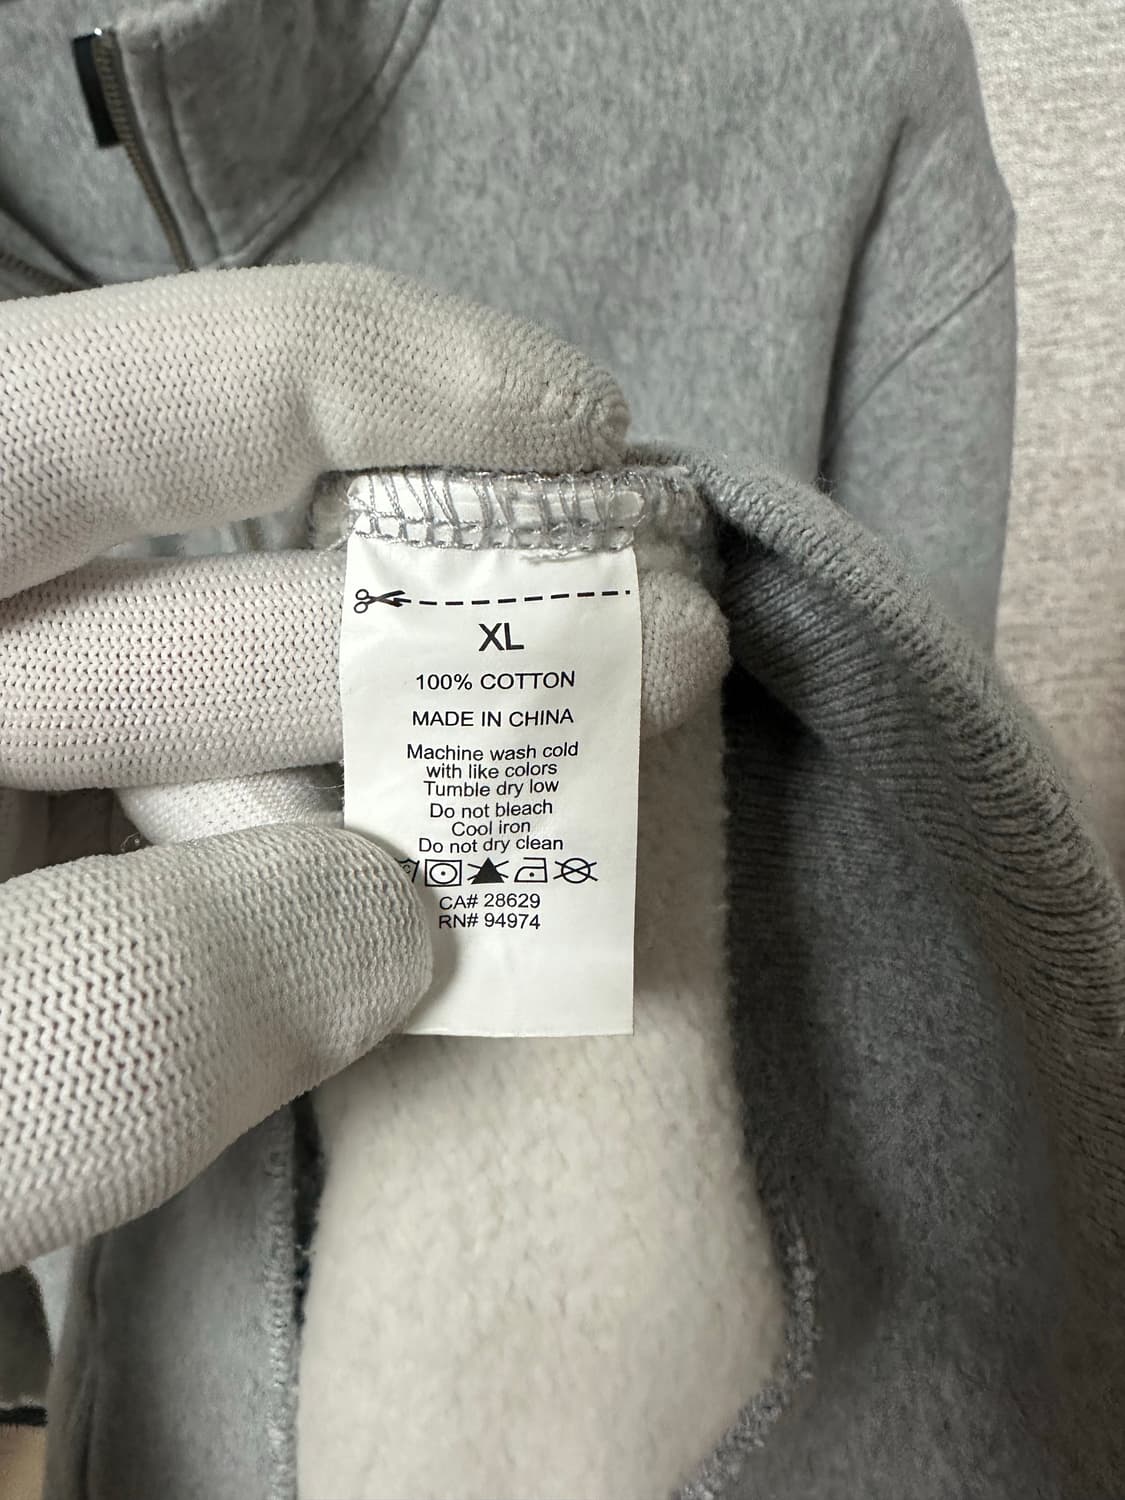 XL
100% COTTON
MADE IN CHINA
Machine wash cold
with like colors
Tumble dry low
Do not bleach
Cool iron
Do not dry clean
CA# 28629
RN# 94974